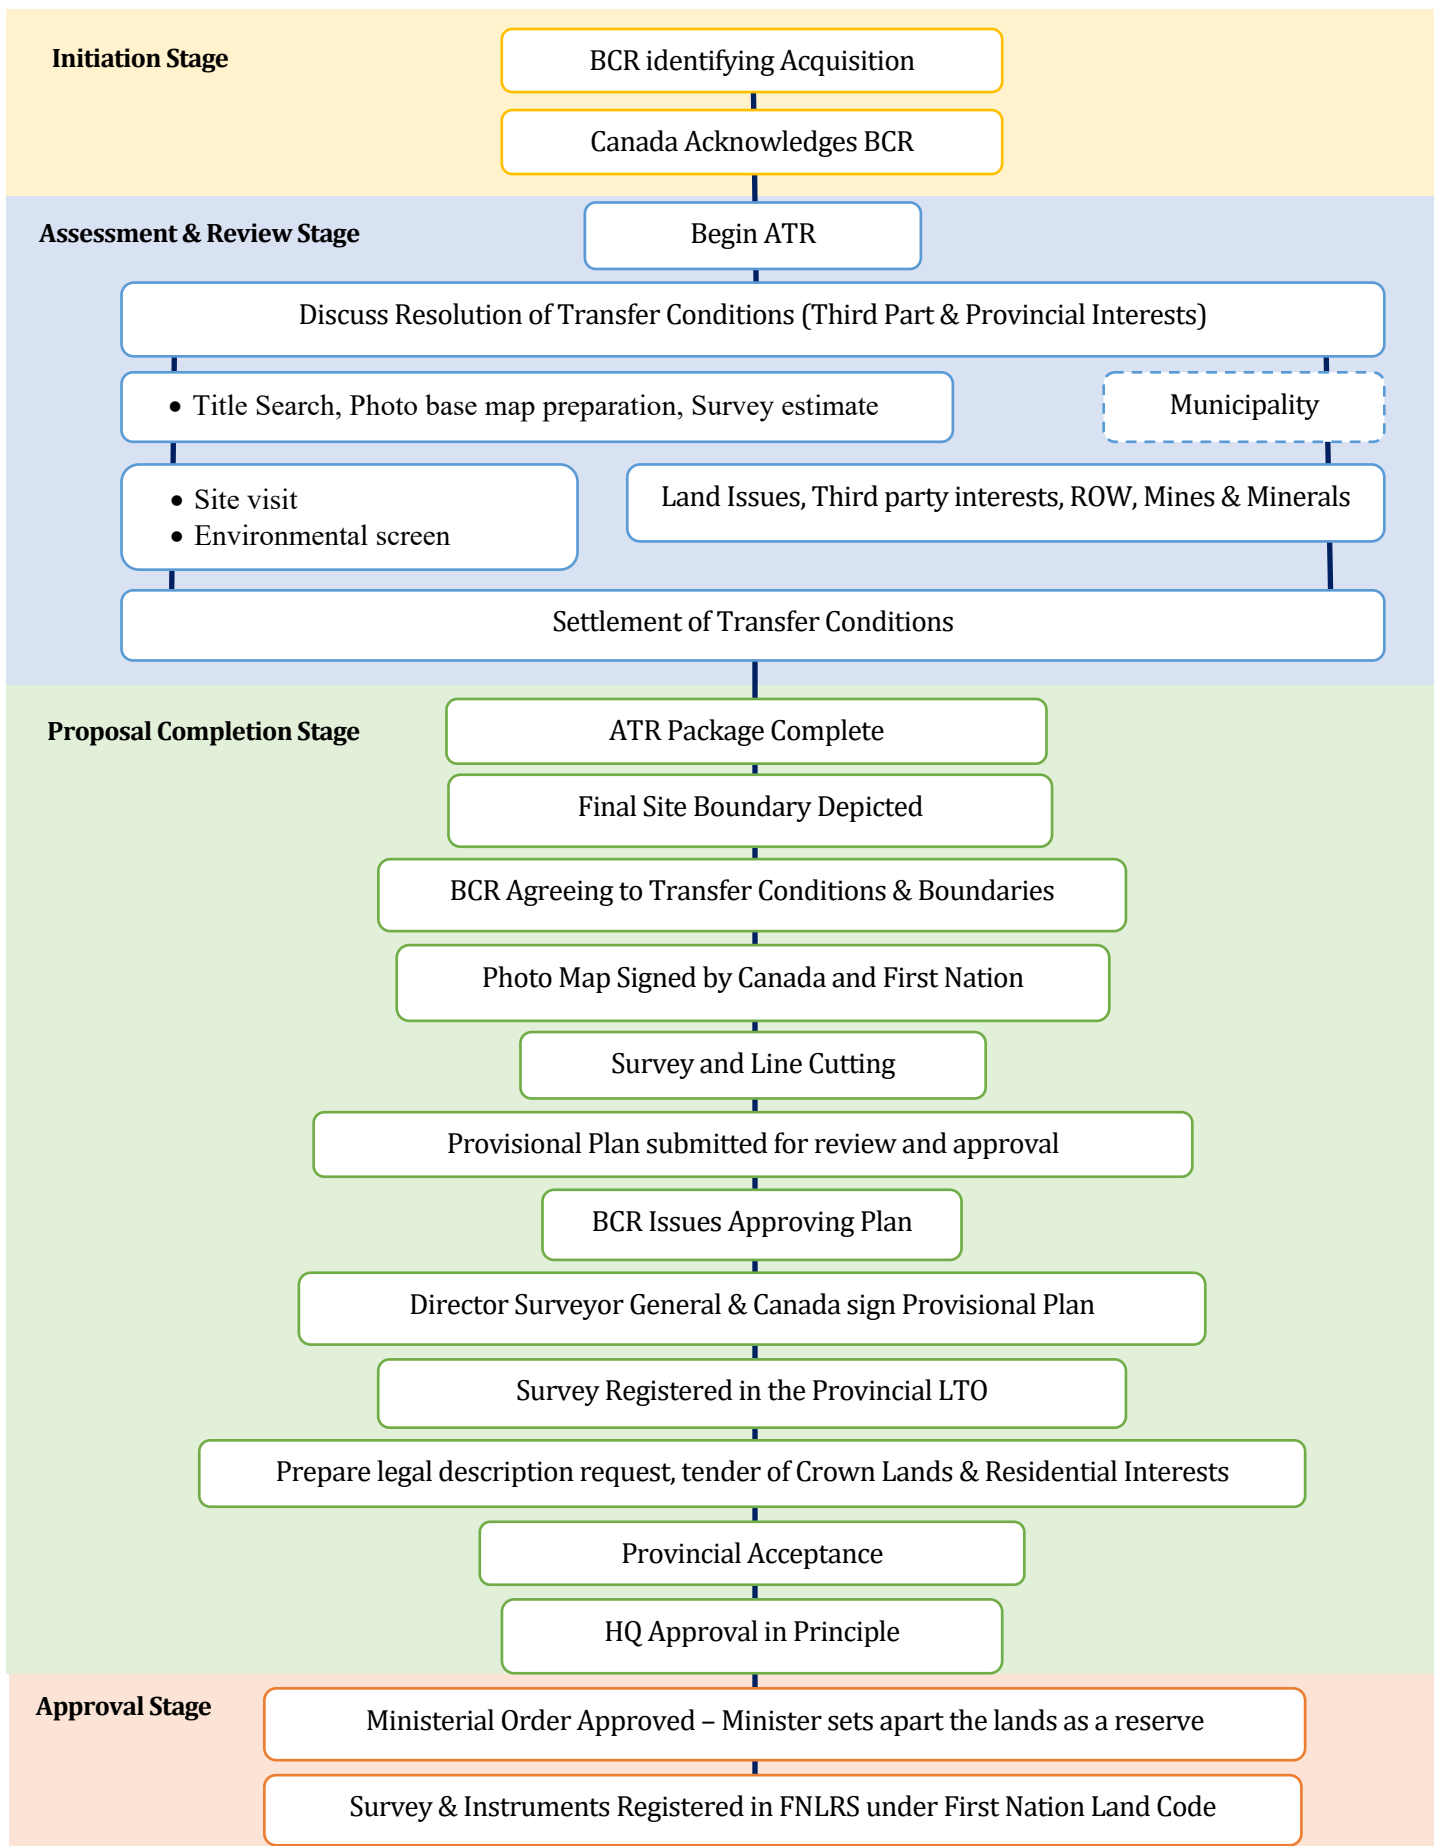 Initiation Stage
BCR identifying Acquisition
Canada Acknowledges BCR
Assessment & Review Stage
Begin ATR
Discuss Resolution of Transfer Conditions (Third Part & Provincial Interests)
• Title Search, Photo base map preparation, Survey estimate
Municipality
• Site visit
• Environmental screen
Land Issues, Third party interests, ROW, Mines & Minerals
Settlement of Transfer Conditions
Proposal Completion Stage
ATR Package Complete
Final Site Boundary Depicted
BCR Agreeing to Transfer Conditions & Boundaries
Photo Map Signed by Canada and First Nation
Survey and Line Cutting
Provisional Plan submitted for review and approval
BCR Issues Approving Plan
Director Surveyor General & Canada sign Provisional Plan
Survey Registered in the Provincial LTO
Prepare legal description request, tender of Crown Lands & Residential Interests
Provincial Acceptance
HQ Approval in Principle
Approval Stage
Ministerial Order Approved – Minister sets apart the lands as a reserve
Survey & Instruments Registered in FNLRS under First Nation Land Code